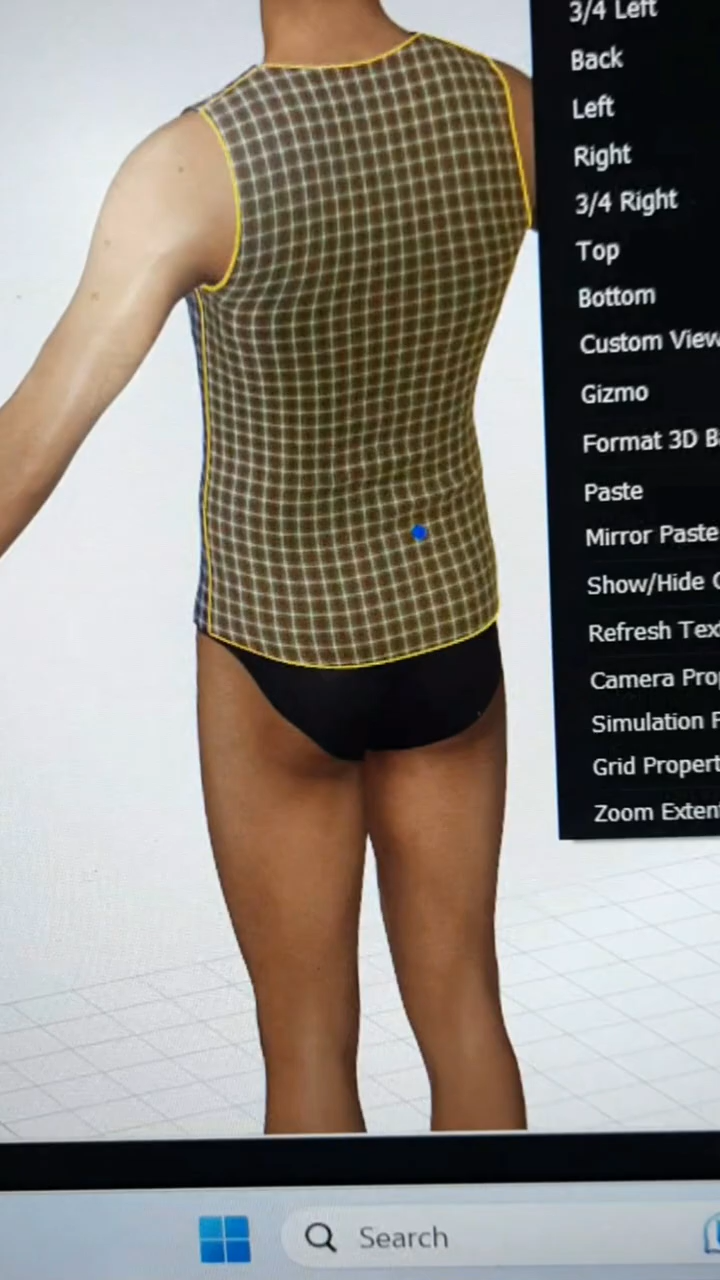 3/4 Left
Back
Left
Right
3/4 Right
Top
Bottom
Custom View
Gizmo
Format 3D
Paste
Mirror Paste
Show/Hide
Refresh
Camera
Simulation
Grid
Zoom
Search